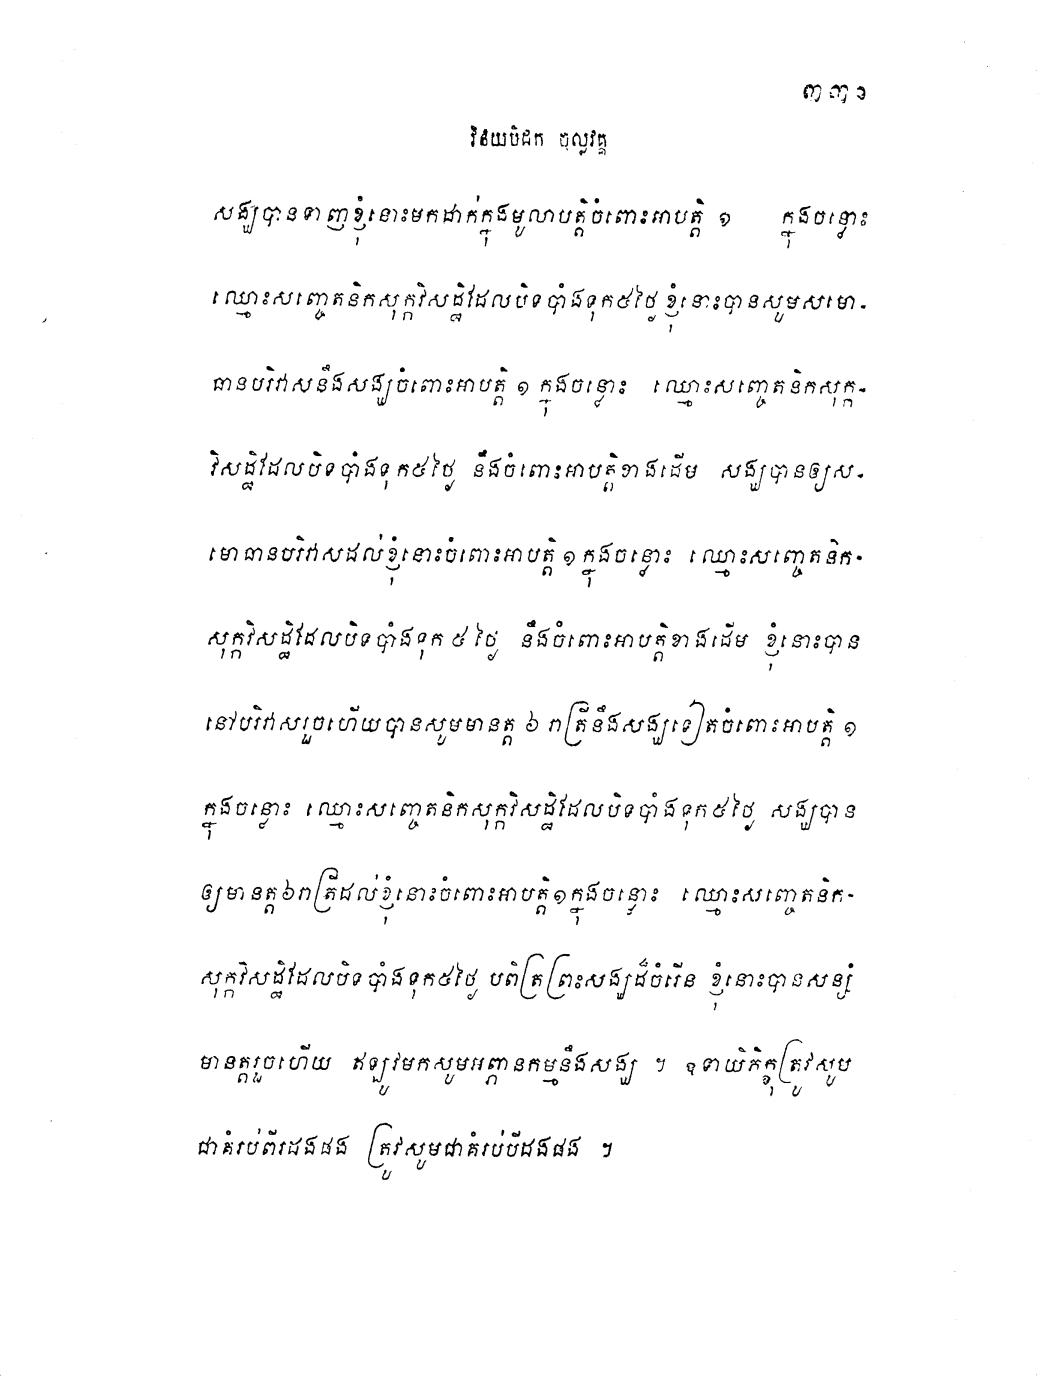 ៣៣១
វិនយបិដក ចុល្លវគ្គ
សង្ឃបានទាញខ្ញុំនោះមកដាក់ក្នុងមូលាបត្តិចំពោះអាបត្តិ ១ ក្នុងចន្លោះ
ឈ្មោះសញ្ចេតនិកសុក្កវិសដ្ឋិដែលបិទបាំងទុក៥ថ្ងៃ ខ្ញុំនោះបានសូមសមោ-
ធានបរិវាសនឹងសង្ឃចំពោះអាបត្តិ ១ ក្នុងចន្លោះ ឈ្មោះសញ្ចេតនិកសុក្ក-
វិសដ្ឋិដែលបិទបាំងទុក៥ថ្ងៃ នឹងចំពោះអាបត្តិខាងដើម សង្ឃបានឲ្យស-
មោធានបរិវាសដល់ខ្ញុំនោះចំពោះអាបត្តិ ១ ក្នុងចន្លោះ ឈ្មោះសញ្ចេតនិក-
សុក្កវិសដ្ឋិដែលបិទបាំងទុក ៥ ថ្ងៃ នឹងចំពោះអាបត្តិខាងដើម ខ្ញុំនោះបាន
នៅបរិវាសរួចហើយបានសូមមានត្ត ៦ រាត្រីនឹងសង្ឃទៀតចំពោះអាបត្តិ ១
ក្នុងចន្លោះ ឈ្មោះសញ្ចេតនិកសុក្កវិសដ្ឋិដែលបិទបាំងទុក៥ថ្ងៃ សង្ឃបាន
ឲ្យមានត្ត៦រាត្រីដល់ខ្ញុំនោះចំពោះអាបត្តិ១ក្នុងចន្លោះ ឈ្មោះសញ្ចេតនិក-
សុក្កវិសដ្ឋិដែលបិទបាំងទុក៥ថ្ងៃ បពិត្រព្រះសង្ឃដ៏ចំរើន ខ្ញុំនោះបានសន្សំ
មានត្តរួចហើយ ឥឡូវមកសូមអព្ភានកម្មនឹងសង្ឃ ។ ឧទាយិភិក្ខុត្រូវសូម
ជាគំរប់ពីរដងផង ត្រូវសូមជាគំរប់បីដងផង ។